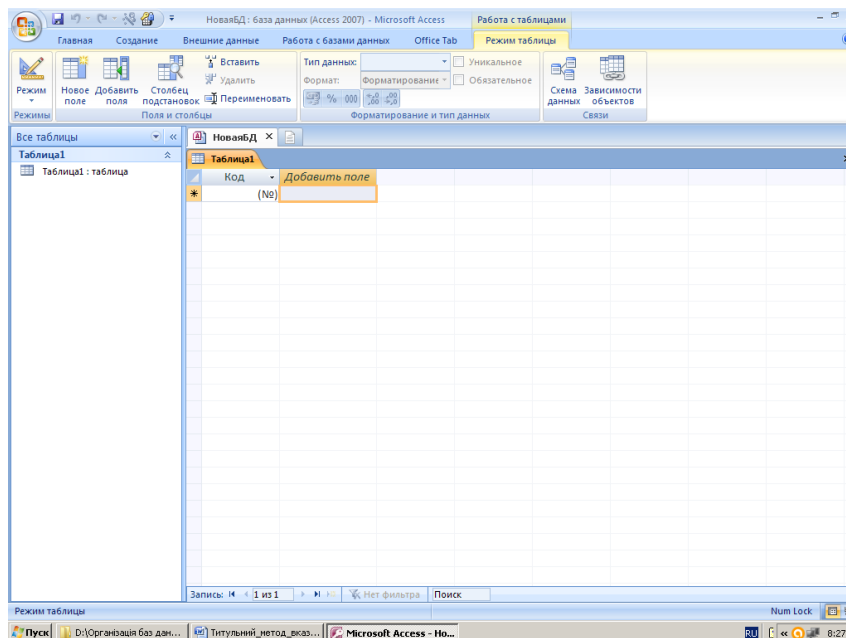 НоваяБД : база данных (Access 2007) - Microsoft Access
Работа с таблицами
Главная Создание Внешние данные Работа с базами данных Office Tab Режим таблицы
Режим
Новое поле
Добавить поля
Столбец подстановок
Вставить
Удалить
Переименовать
Тип данных:
Формат: Форматирование
% 000
Уникальное
Обязательное
Схема данных
Зависимости объектов
Режимы Поля и столбцы Форматирование и тип данных Связи
Все таблицы
Таблица1
Таблица1 : таблица
НоваяБД
Таблица1
Код Добавить поле
(№)
Запись: 1 из 1 Нет фильтра Поиск
Режим таблицы Num Lock
Пуск D:\Організація баз дан... Титульний_метод_вказ... Microsoft Access - Но... RU 8:27